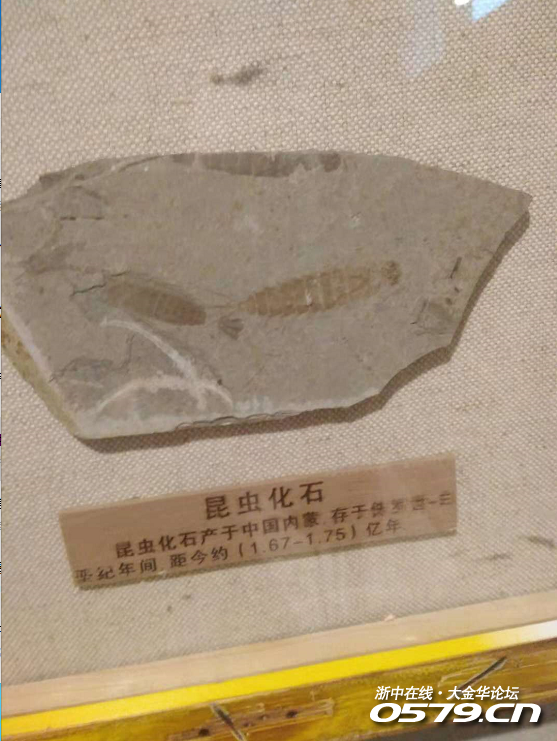 昆虫化石
昆虫化石产于中国内蒙.存于侏罗西-白
垩纪年间.距今约(1.67-1.75)亿年
浙中在线·大金华论坛
0579.CN